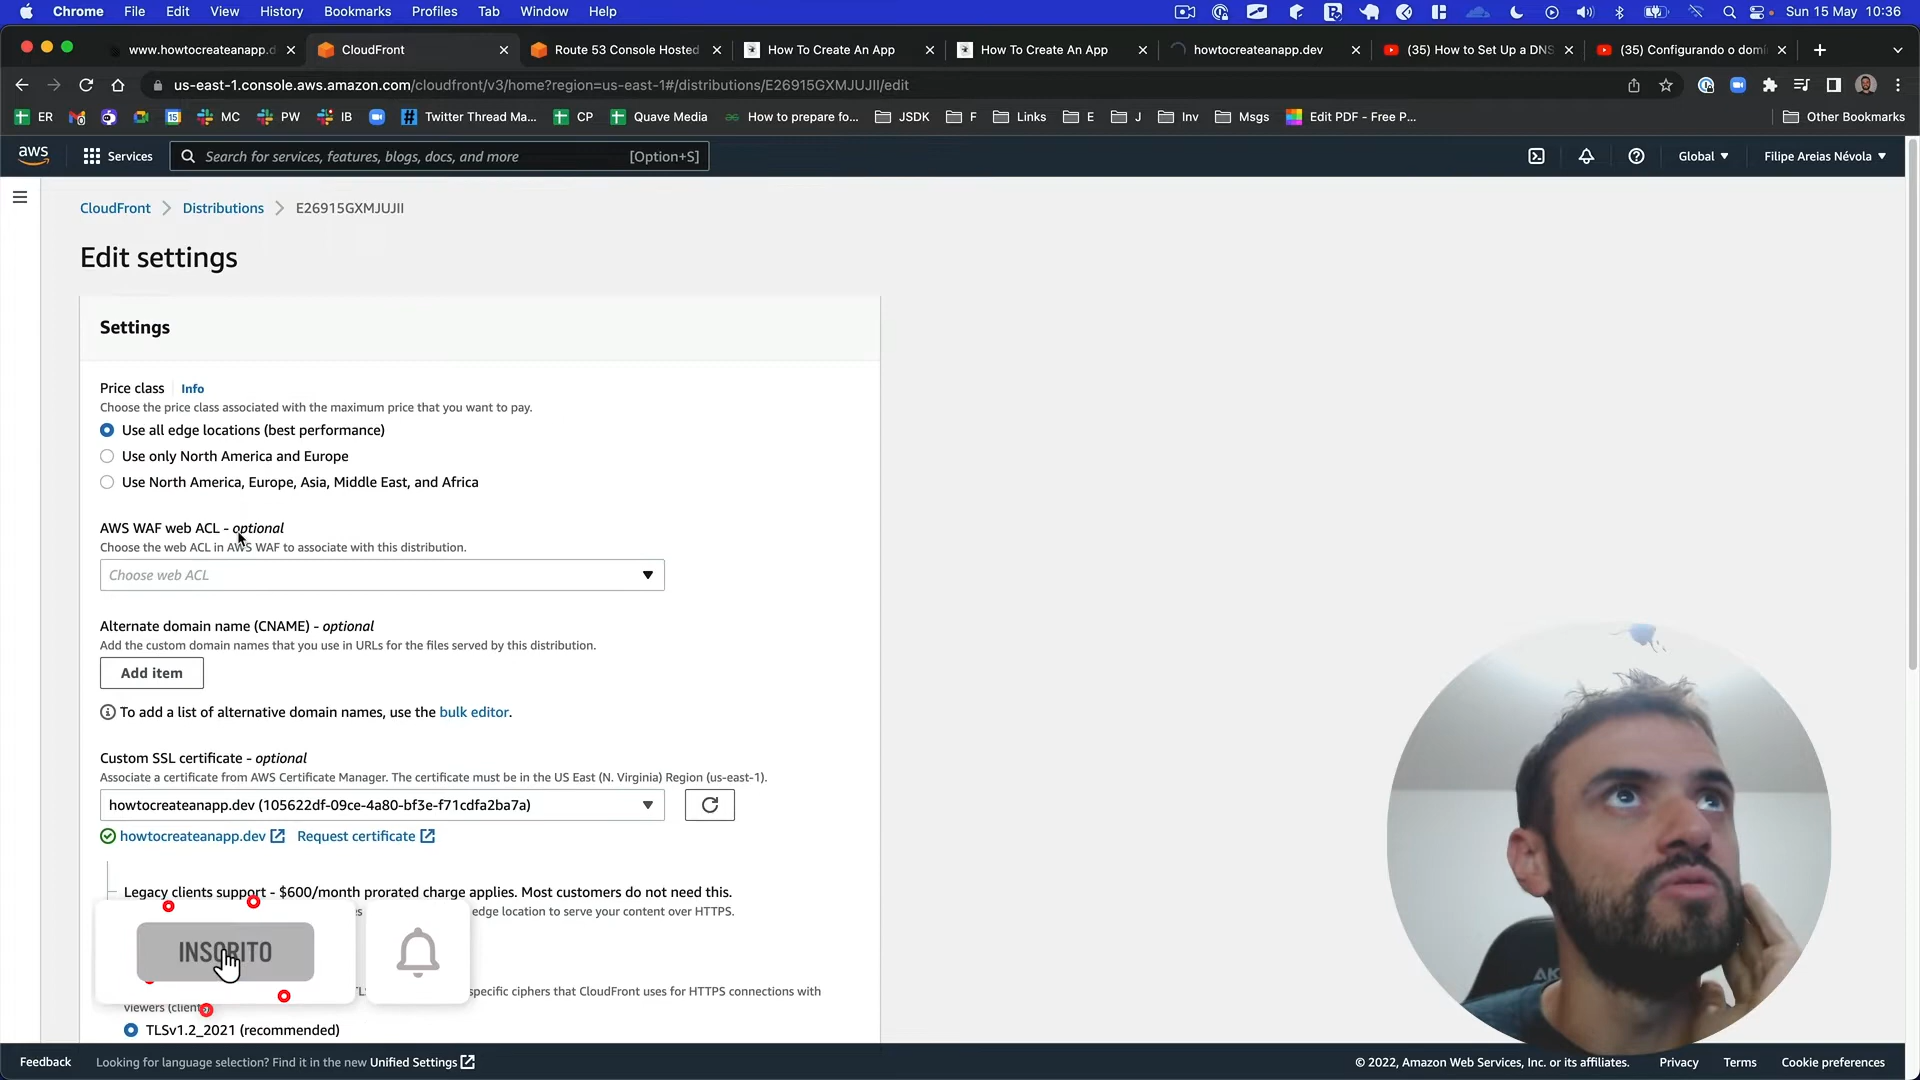 Chrome File Edit View History Bookmarks Profiles Tab Window Help Sun 15 May 10:36
www.howtocreateanapp.d CloudFront Route 53 Console Hosted How To Create An App How To Create An App howtocreateanapp.dev (35) How to Set Up a DNS (35) Configurando o domí
us-east-1.console.aws.amazon.com/cloudfront/v3/home?region=us-east-1#/distributions/E26915GXMJUJII/edit
ER 15 MC PW IB Twitter Thread Ma... CP Quave Media How to prepare fo... JSDK F Links E J Inv Msgs Edit PDF - Free P... Other Bookmarks
aws Services Search for services, features, blogs, docs, and more [Option+S] Global Filipe Areias Névola
CloudFront Distributions E26915GXMJUJII
Edit settings
Settings
Price class Info
Choose the price class associated with the maximum price that you want to pay.
Use all edge locations (best performance)
Use only North America and Europe
Use North America, Europe, Asia, Middle East, and Africa
AWS WAF web ACL - optional
Choose the web ACL in AWS WAF to associate with this distribution.
Choose web ACL
Alternate domain name (CNAME) - optional
Add the custom domain names that you use in URLs for the files served by this distribution.
Add item
To add a list of alternative domain names, use the bulk editor.
Custom SSL certificate - optional
Associate a certificate from AWS Certificate Manager. The certificate must be in the US East (N. Virginia) Region (us-east-1).
howtocreateanapp.dev (105622df-09ce-4a80-bf3e-f71cdfa2ba7a)
howtocreateanapp.dev Request certificate
Legacy clients support - $600/month prorated charge applies. Most customers do not need this.
edge location to serve your content over HTTPS.
INSCRITO
specific ciphers that CloudFront uses for HTTPS connections with
viewers (clients)
TLSv1.2_2021 (recommended)
AK
Feedback Looking for language selection? Find it in the new Unified Settings © 2022, Amazon Web Services, Inc. or its affiliates. Privacy Terms Cookie preferences